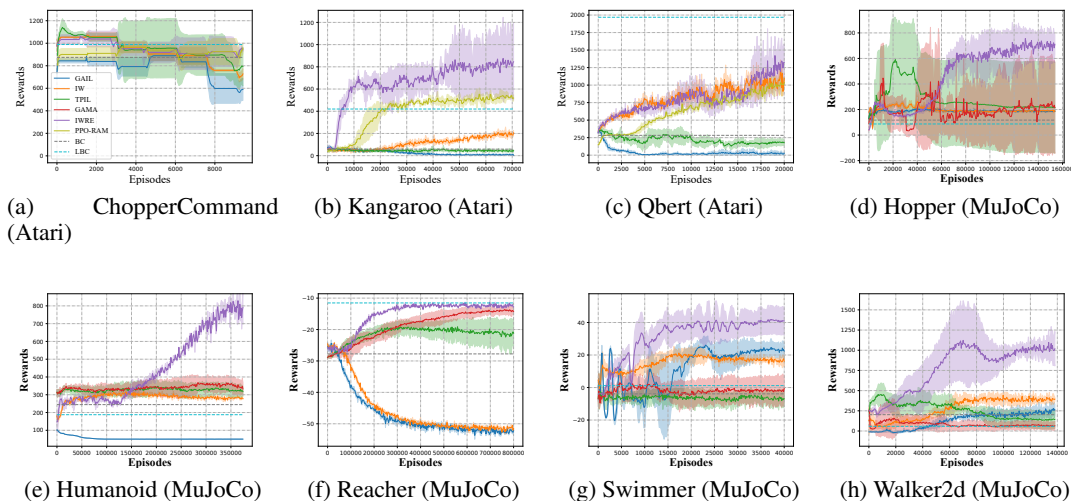 1400
1200
1000
800
600
400
200
0
Rewards
GAIL
IW
TPIL
GAMA
IWRE
PPO-RAM
BC
LBC
0 2000 4000 6000 8000
Episodes
(a) ChopperCommand
(Atari)
1200
1000
800
600
400
200
0
Rewards
0 10000 20000 30000 40000 50000 60000 70000
Episodes
(b) Kangaroo (Atari)
2000
1750
1500
1250
1000
750
500
250
0
Rewards
0 2500 5000 7500 10000 12500 15000 17500 20000
Episodes
(c) Qbert (Atari)
800
600
400
200
0
−200
Rewards
0 20000 40000 60000 80000 100000 120000 140000 160000
Episodes
(d) Hopper (MuJoCo)
800
700
600
500
400
300
200
100
Rewards
0 50000 100000 150000 200000 250000 300000 350000
Episodes
(e) Humanoid (MuJoCo)
−10
−20
−30
−40
−50
Rewards
0 100000 200000 300000 400000 500000 600000 700000 800000
Episodes
(f) Reacher (MuJoCo)
40
20
0
−20
Rewards
0 5000 10000 15000 20000 25000 30000 35000 40000
Episodes
(g) Swimmer (MuJoCo)
1500
1250
1000
750
500
250
0
Rewards
0 20000 40000 60000 80000 100000 120000 140000
Episodes
(h) Walker2d (MuJoCo)